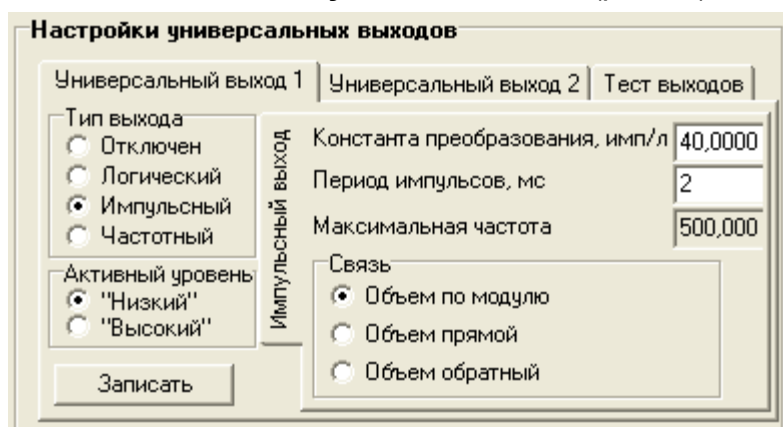 Настройки универсальных выходов
Универсальный выход 1
Универсальный выход 2
Тест выходов
Тип выхода
Отключен
Логический
Импульсный
Частотный
Активный уровень
"Низкий"
"Высокий"
Записать
Импульсный выход
Константа преобразования, имп/л 40,0000
Период импульсов, мс 2
Максимальная частота 500,000
Связь
Объем по модулю
Объем прямой
Объем обратный